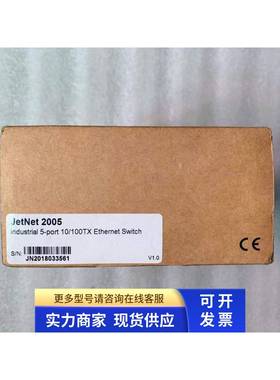 JetNet 2005
Industrial 5-port 10/100TX Ethernet Switch
S/N:
JN2018033561
V1.0
CE
更多型号请咨询在线客服
实力商家 现货供应
可开发票